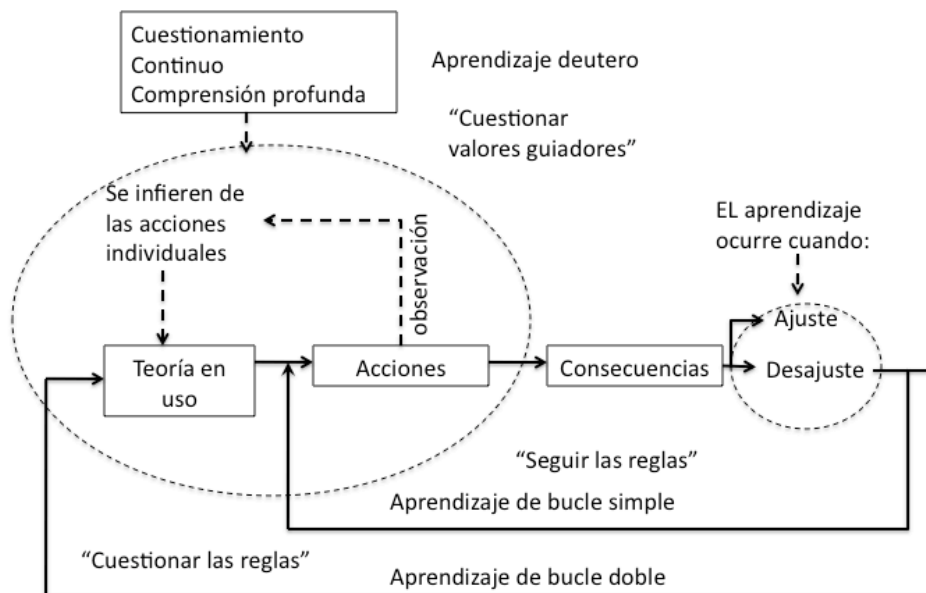 Cuestionamiento
Continuo
Comprensión profunda
Aprendizaje deutero
“Cuestionar
valores guiadores”
Se infieren de
las acciones
individuales
observación
EL aprendizaje
ocurre cuando:
Ajuste
Teoría en
uso
Acciones
Consecuencias
Desajuste
“Seguir las reglas”
Aprendizaje de bucle simple
“Cuestionar las reglas”
Aprendizaje de bucle doble